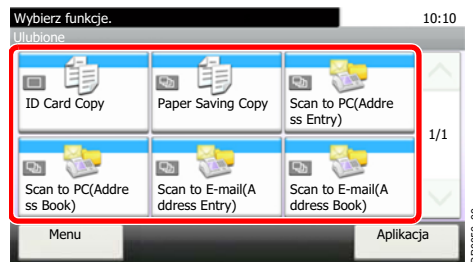 Wybierz funkcje.
10:10
Ulubione
ID Card Copy
Paper Saving Copy
Scan to PC(Addre
ss Entry)
1/1
Scan to PC(Addre
ss Book)
Scan to E-mail(A
ddress Entry)
Scan to E-mail(A
ddress Book)
Menu
Aplikacja